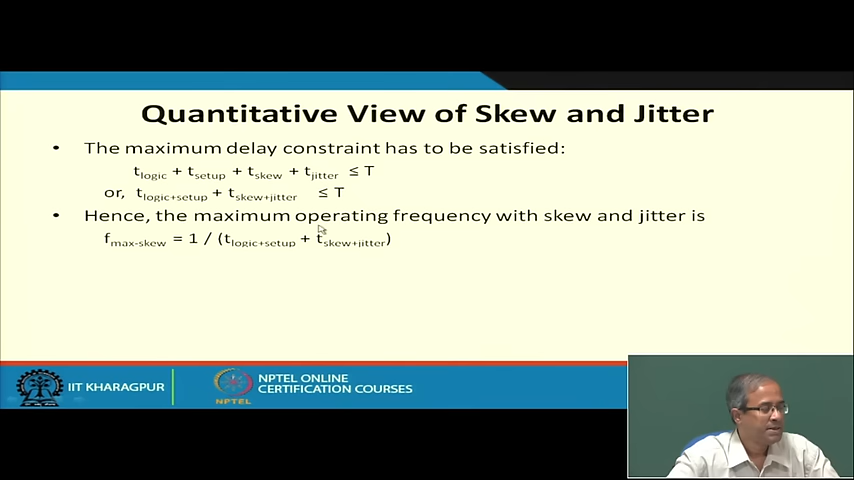 Quantitative View of Skew and Jitter
• The maximum delay constraint has to be satisfied:
tlogic + tsetup + tskew + tjitter ≤ T
or, tlogic+setup + tskew+jitter ≤ T
• Hence, the maximum operating frequency with skew and jitter is
fmax-skew = 1 / (tlogic+setup + tskew+jitter)
IIT KHARAGPUR
NPTEL
NPTEL ONLINE
CERTIFICATION COURSES